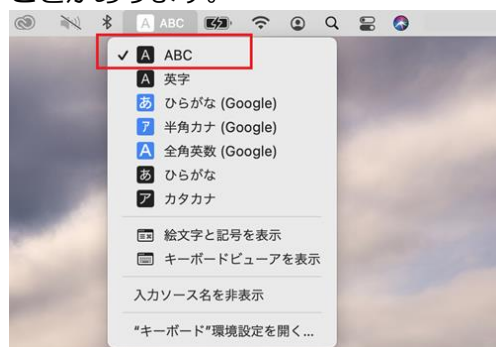 ことがあります。
A ABC
✓ A ABC
A 英字
あ ひらがな (Google)
ア 半角カナ (Google)
A 全角英数 (Google)
あ ひらがな
ア カタカナ
絵文字と記号を表示
キーボードビューアを表示
入力ソース名を非表示
“キーボード”環境設定を開く...